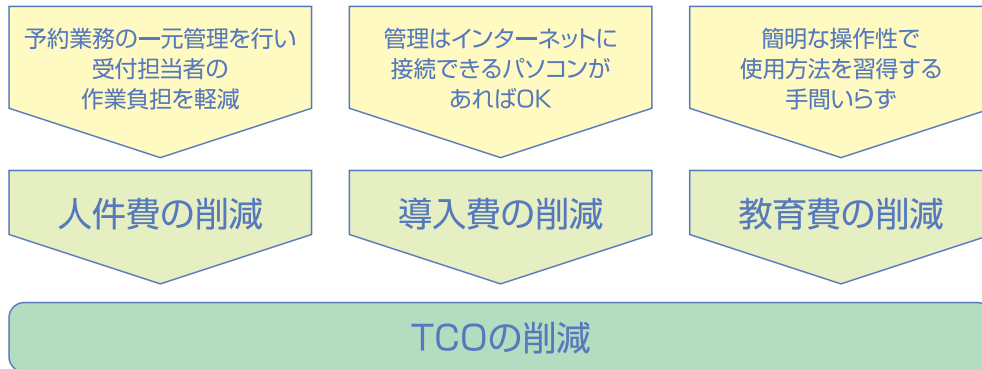 予約業務の一元管理を行い
受付担当者の
作業負担を軽減
管理はインターネットに
接続できるパソコンが
あればOK
簡明な操作性で
使用方法を習得する
手間いらず
人件費の削減
導入費の削減
教育費の削減
TCOの削減